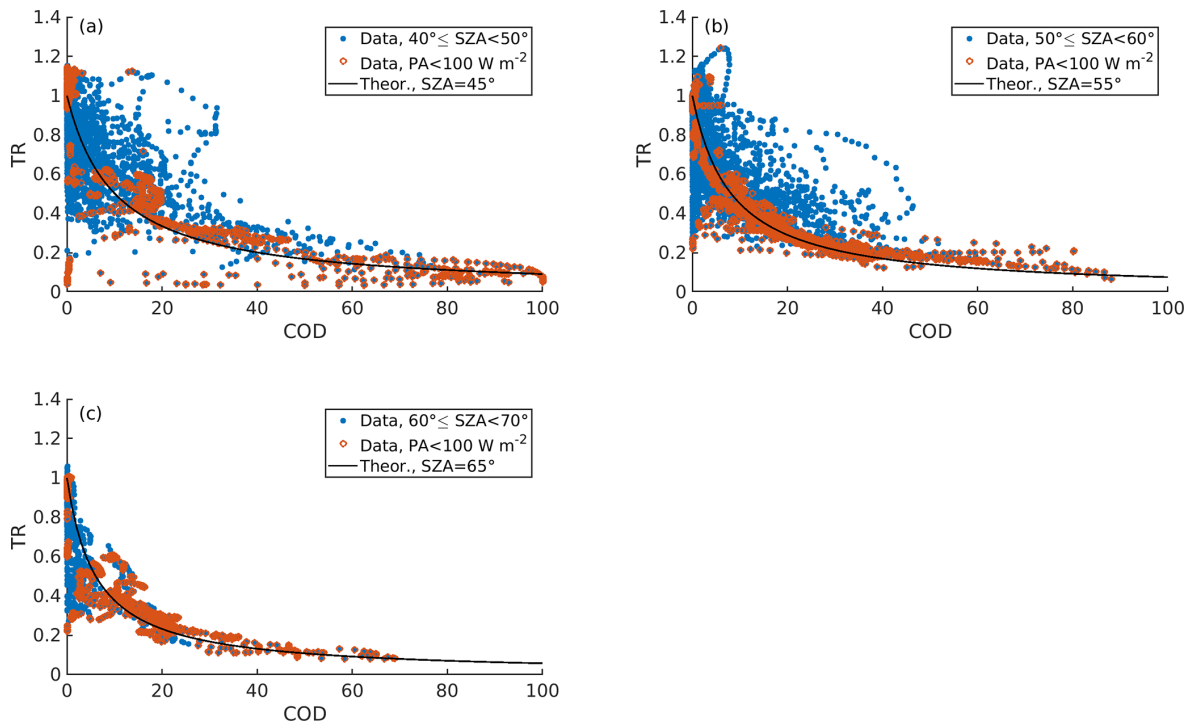 (a)
1.4
1.2
1
0.8
0.6
0.4
0.2
0
TR
0 20 40 60 80 100
COD
Data, 40°≤ SZA<50°
Data, PA<100 W m-2
Theor., SZA=45°
(b)
1.4
1.2
1
0.8
0.6
0.4
0.2
0
TR
0 20 40 60 80 100
COD
Data, 50°≤ SZA<60°
Data, PA<100 W m-2
Theor., SZA=55°
(c)
1.4
1.2
1
0.8
0.6
0.4
0.2
0
TR
0 20 40 60 80 100
COD
Data, 60°≤ SZA<70°
Data, PA<100 W m-2
Theor., SZA=65°